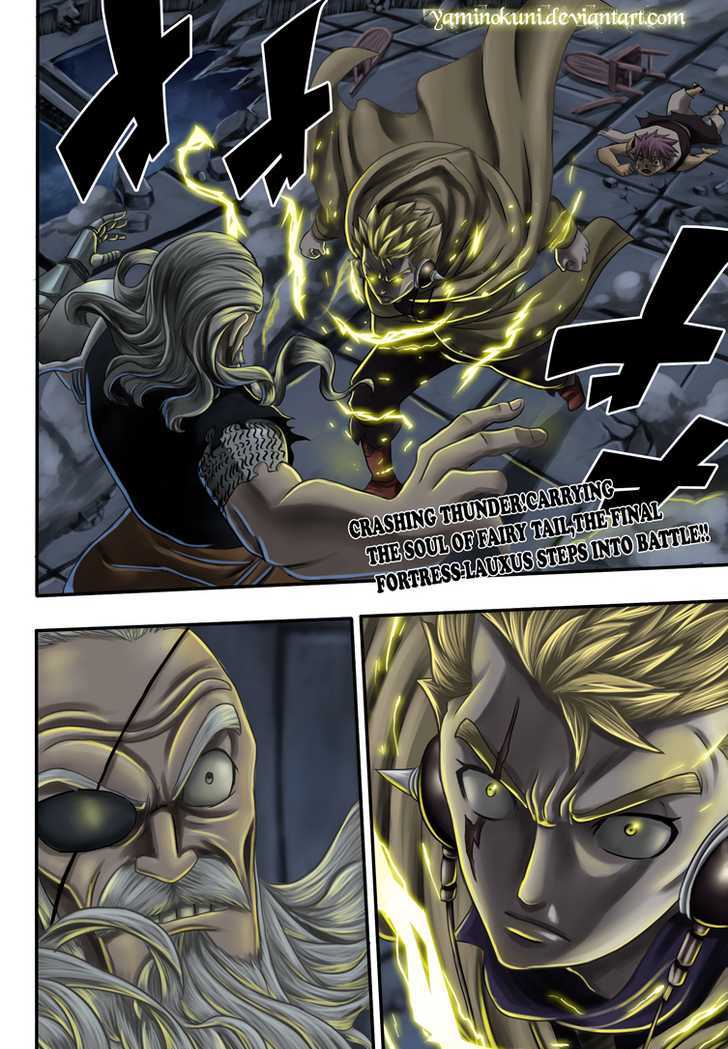 Yaminokuni.deviantart.com
CRASHING THUNDER!CARRYING
THE SOUL OF FAIRY TAIL,THE FINAL
FORTRESS LAUXUS STEPS INTO BATTLE!!